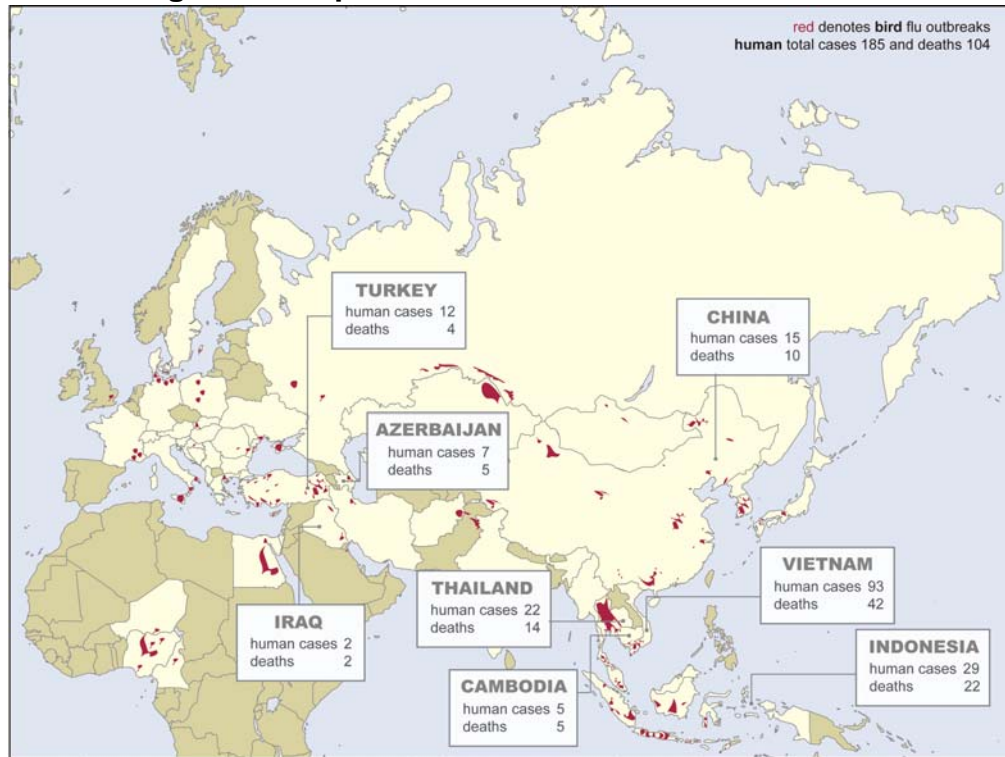 red denotes bird flu outbreaks
human total cases 185 and deaths 104
TURKEY
human cases 12
deaths 4
CHINA
human cases 15
deaths 10
AZERBAIJAN
human cases 7
deaths 5
VIETNAM
human cases 93
deaths 42
THAILAND
human cases 22
deaths 14
IRAQ
human cases 2
deaths 2
INDONESIA
human cases 29
deaths 22
CAMBODIA
human cases 5
deaths 5